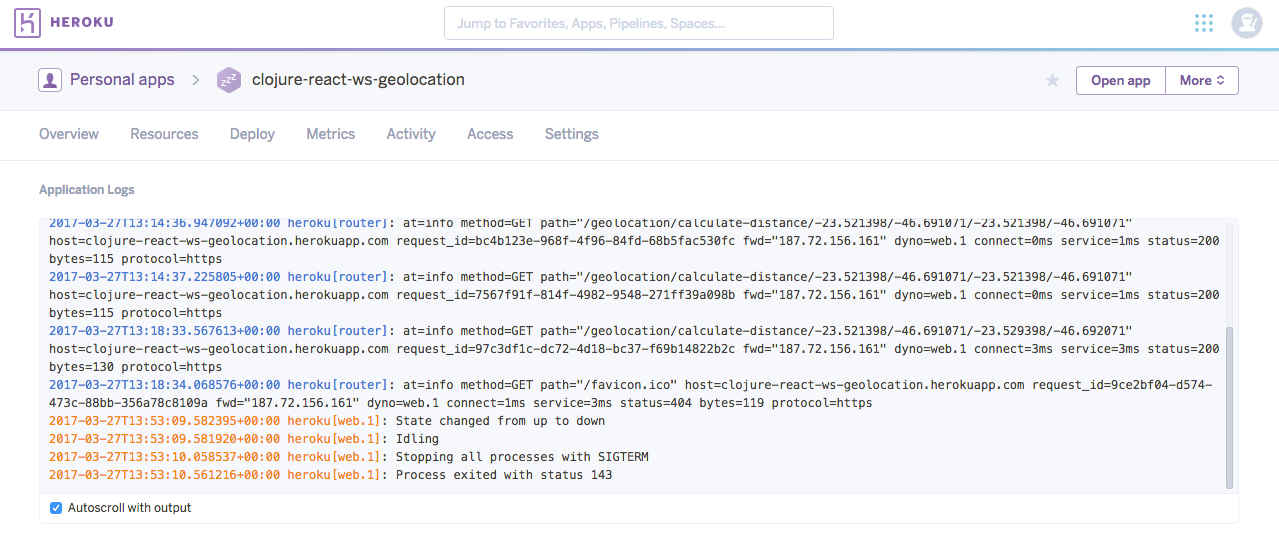 HEROKU
Jump to Favorites, Apps, Pipelines, Spaces...
Personal apps > zzz clojure-react-ws-geolocation
Open app More
Overview Resources Deploy Metrics Activity Access Settings
Application Logs
2017-03-27T13:14:36.947092+00:00 heroku[router]: at=info method=GET path="/geolocation/calculate-distance/-23.521398/-46.691071/-23.521398/-46.691071"
host=clojure-react-ws-geolocation.herokuapp.com request_id=bc4b123e-968f-4f96-84fd-68b5fac530fc fwd="187.72.156.161" dyno=web.1 connect=0ms service=1ms status=200
bytes=115 protocol=https
2017-03-27T13:14:37.225805+00:00 heroku[router]: at=info method=GET path="/geolocation/calculate-distance/-23.521398/-46.691071/-23.521398/-46.691071"
host=clojure-react-ws-geolocation.herokuapp.com request_id=7567f91f-814f-4982-9548-271ff39a098b fwd="187.72.156.161" dyno=web.1 connect=0ms service=1ms status=200
bytes=115 protocol=https
2017-03-27T13:18:33.567613+00:00 heroku[router]: at=info method=GET path="/geolocation/calculate-distance/-23.521398/-46.691071/-23.529398/-46.692071"
host=clojure-react-ws-geolocation.herokuapp.com request_id=97c3df1c-dc72-4d18-bc37-f69b14822b2c fwd="187.72.156.161" dyno=web.1 connect=3ms service=3ms status=200
bytes=130 protocol=https
2017-03-27T13:18:34.068576+00:00 heroku[router]: at=info method=GET path="/favicon.ico" host=clojure-react-ws-geolocation.herokuapp.com request_id=9ce2bf04-d574-
473c-88bb-356a78c8109a fwd="187.72.156.161" dyno=web.1 connect=1ms service=3ms status=404 bytes=119 protocol=https
2017-03-27T13:53:09.582395+00:00 heroku[web.1]: State changed from up to down
2017-03-27T13:53:09.581920+00:00 heroku[web.1]: Idling
2017-03-27T13:53:10.058537+00:00 heroku[web.1]: Stopping all processes with SIGTERM
2017-03-27T13:53:10.561216+00:00 heroku[web.1]: Process exited with status 143
Autoscroll with output